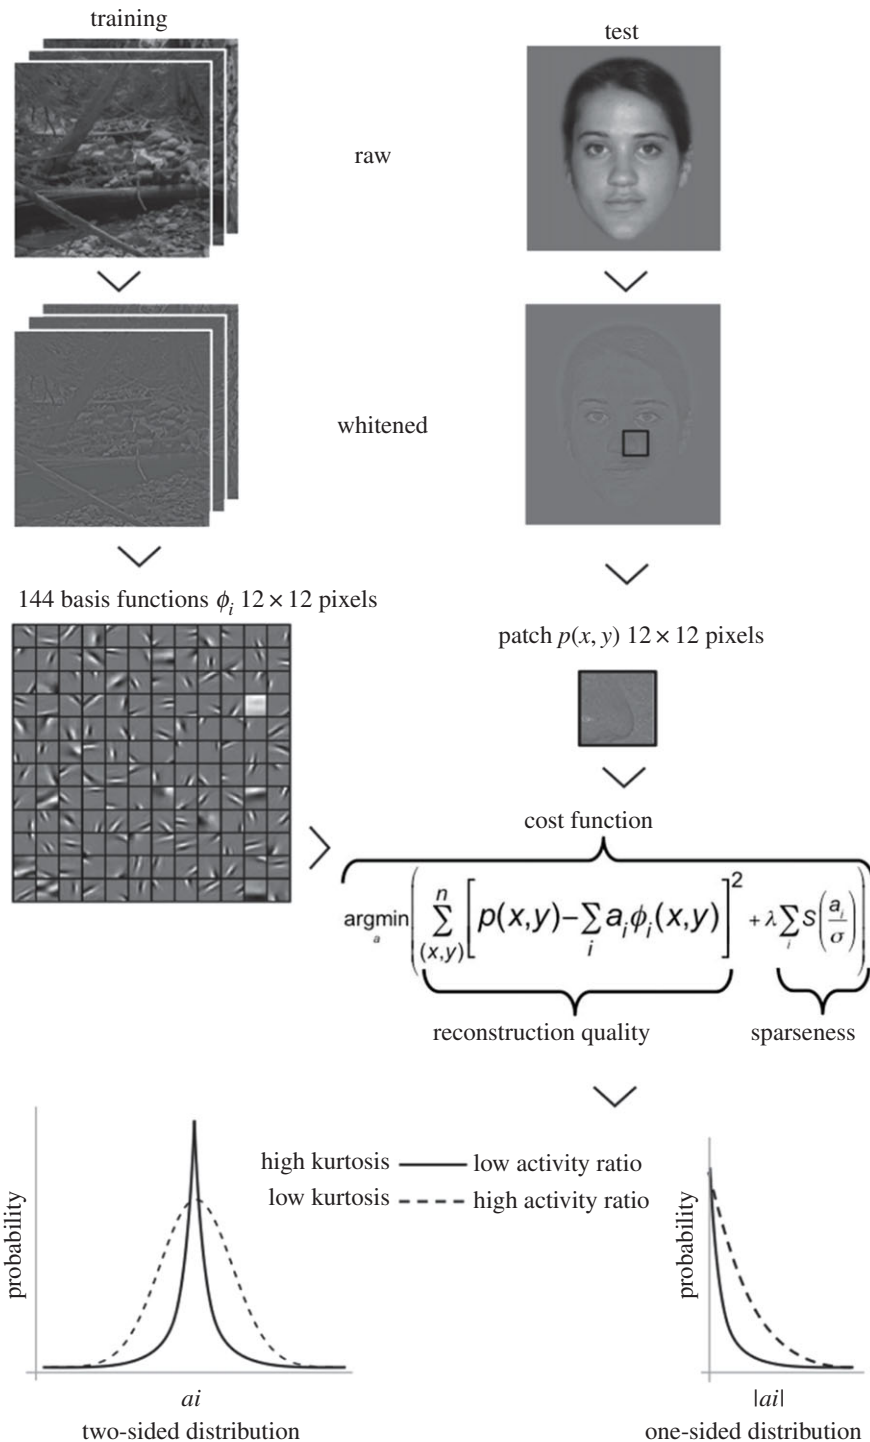 training
test
raw
whitened
144 basis functions ϕᵢ 12 × 12 pixels
patch p(x, y) 12 × 12 pixels
cost function
argmin a ( ∑ (x,y) n [ p(x,y) − ∑ i aᵢϕᵢ(x,y) ]² + λ ∑ i S ( aᵢ / σ ) )
reconstruction quality
sparseness
high kurtosis
low activity ratio
low kurtosis
high activity ratio
probability
probability
ai
|ai|
two-sided distribution
one-sided distribution